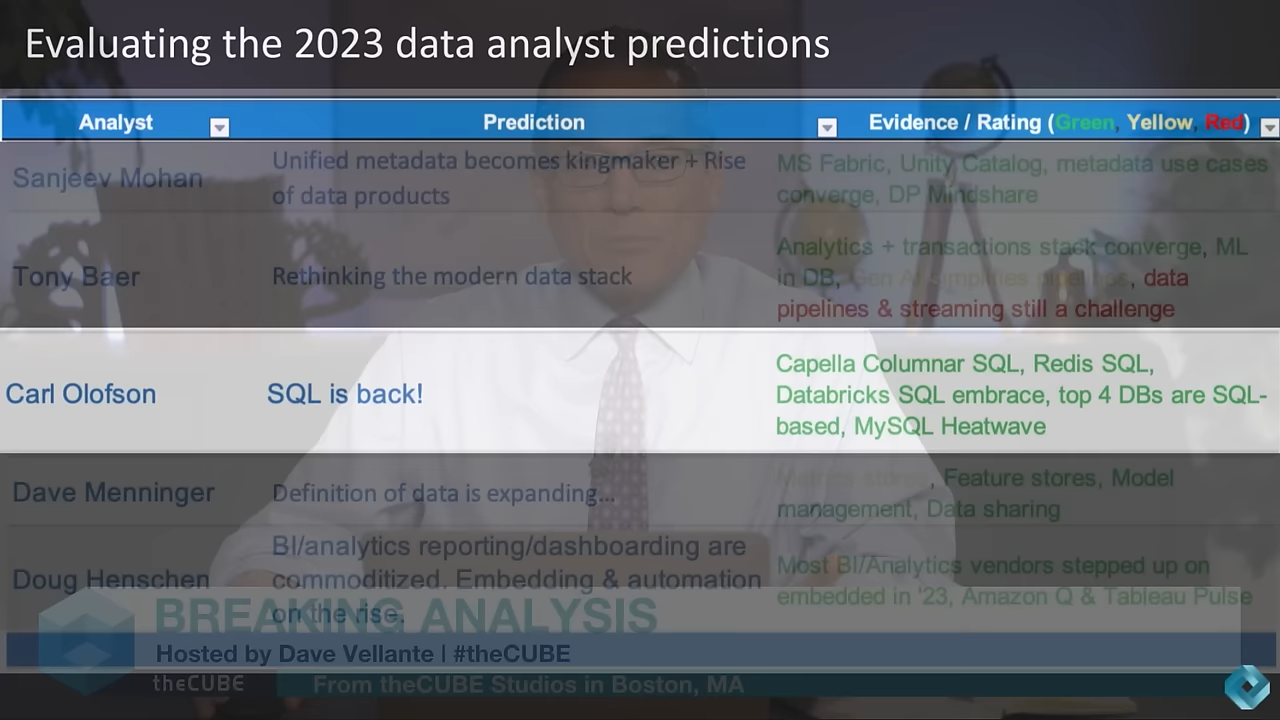 Evaluating the 2023 data analyst predictions
Analyst
Prediction
Evidence / Rating (Green, Yellow, Red)
Sanjeev Mohan
Unified metadata becomes kingmaker + Rise
of data products
MS Fabric, Unity Catalog, metadata use cases
converge, DP Mindshare
Tony Baer
Rethinking the modern data stack
Analytics + transactions stack converge, ML
in DB, Gen AI simplifies pipelines, data
pipelines & streaming still a challenge
Carl Olofson
SQL is back!
Capella Columnar SQL, Redis SQL,
Databricks SQL embrace, top 4 DBs are SQL-
based, MySQL Heatwave
Dave Menninger
Definition of data is expanding...
Metrics stores, Feature stores, Model
management, Data sharing
Doug Henschen
BI/analytics reporting/dashboarding are
commoditized. Embedding & automation
on the rise.
Most BI/Analytics vendors stepped up on
embedded in '23, Amazon Q & Tableau Pulse
BREAKING ANALYSIS
Hosted by Dave Vellante | #theCUBE
theCUBE
From theCUBE Studios in Boston, MA